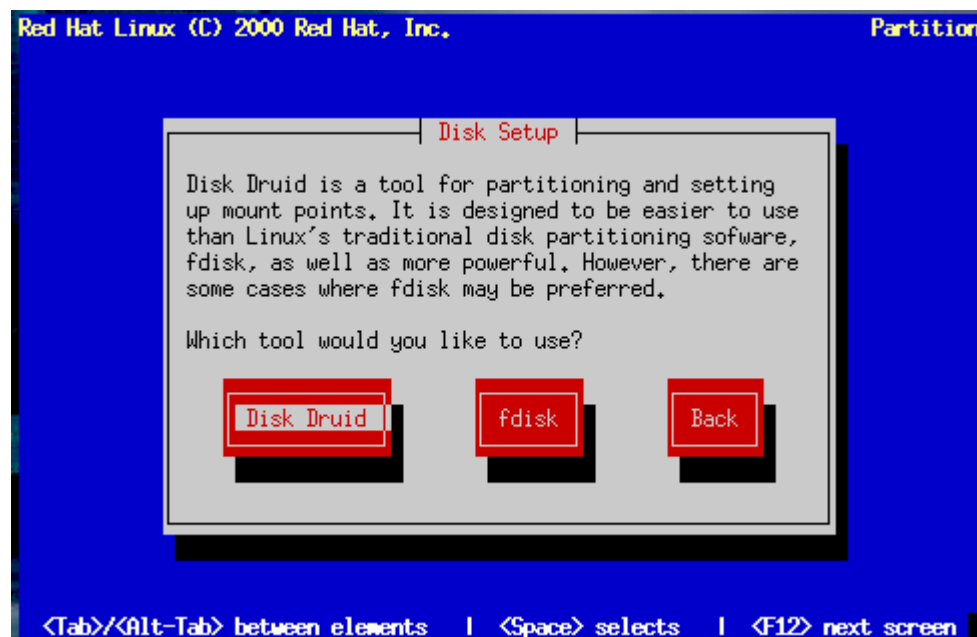 Red Hat Linux (C) 2000 Red Hat, Inc. Partition
Disk Setup
Disk Druid is a tool for partitioning and setting
up mount points. It is designed to be easier to use
than Linux's traditional disk partitioning sofware,
fdisk, as well as more powerful. However, there are
some cases where fdisk may be preferred.
Which tool would you like to use?
Disk Druid fdisk Back
<Tab>/<Alt-Tab> between elements | <Space> selects | <F12> next screen